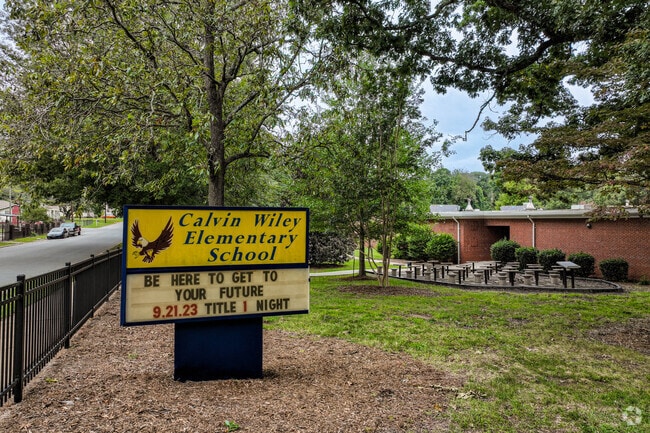 Calvin Wiley
Elementary
School
BE HERE TO GET TO
YOUR FUTURE
9.21.23 TITLE 1 NIGHT